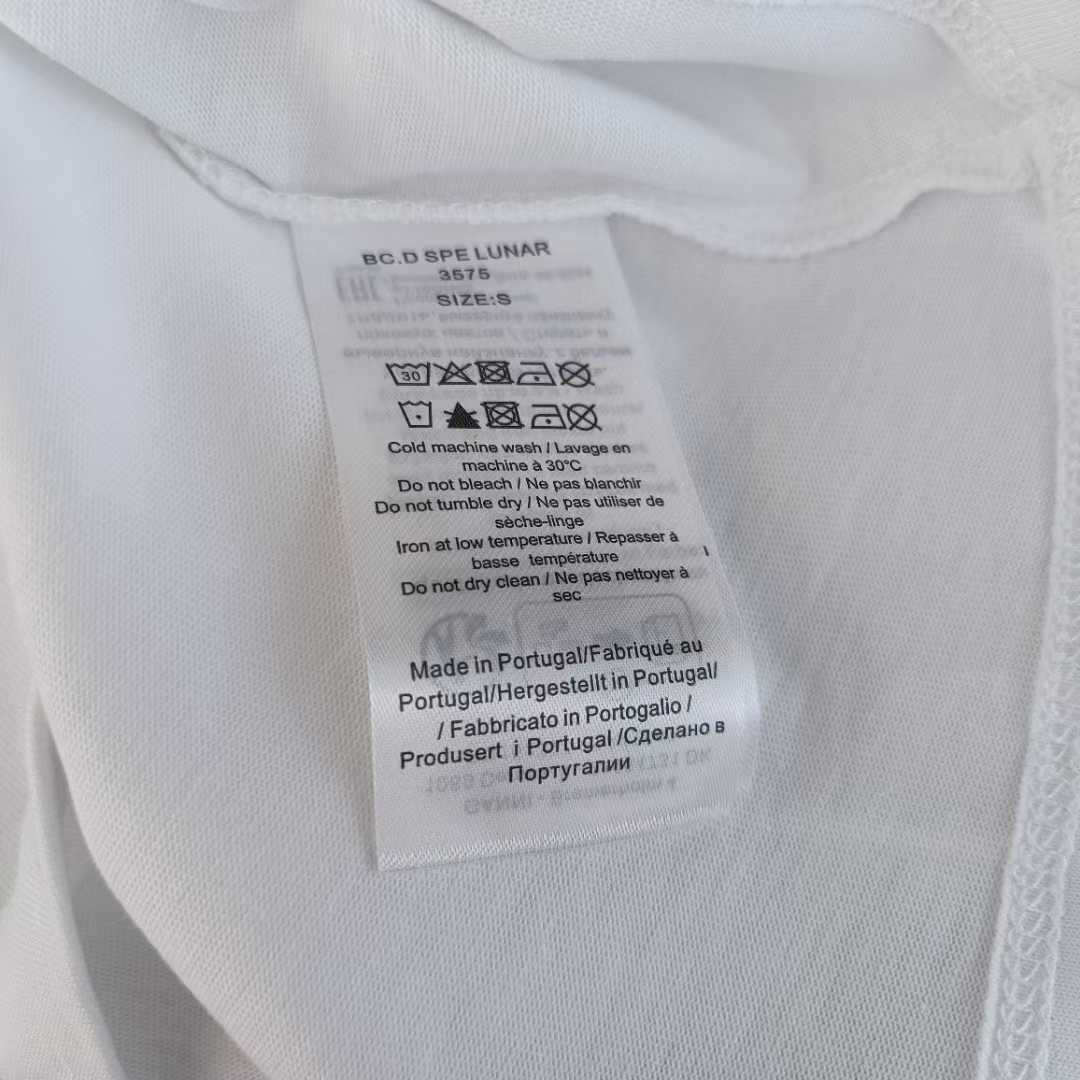 BC.D SPE LUNAR
3575
SIZE:S
30
Cold machine wash / Lavage en
machine à 30°C
Do not bleach / Ne pas blanchir
Do not tumble dry / Ne pas utiliser de
sèche-linge
Iron at low temperature / Repasser à
basse température
Do not dry clean / Ne pas nettoyer à
sec
Made in Portugal/Fabriqué au
Portugal/Hergestellt in Portugal/
/ Fabbricato in Portogalio /
Produsert i Portugal /Сделано в
Португалии